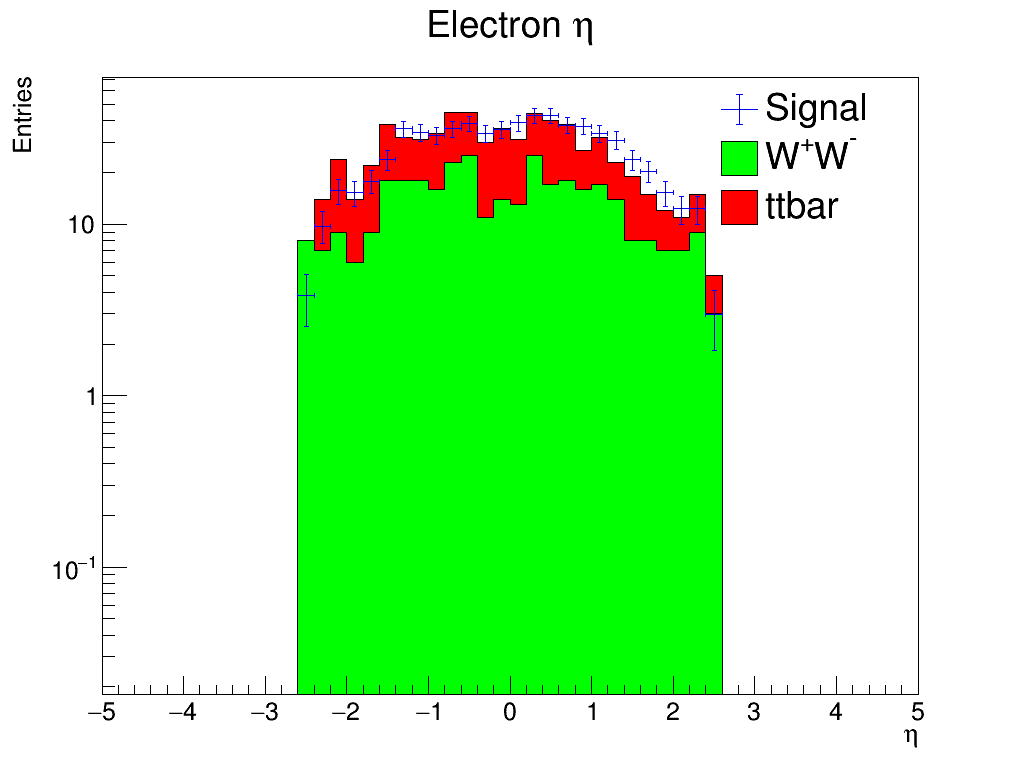 Electron η
Entries
Signal
W⁺W⁻
ttbar
10
1
10⁻¹
−5 −4 −3 −2 −1 0 1 2 3 4 5
η